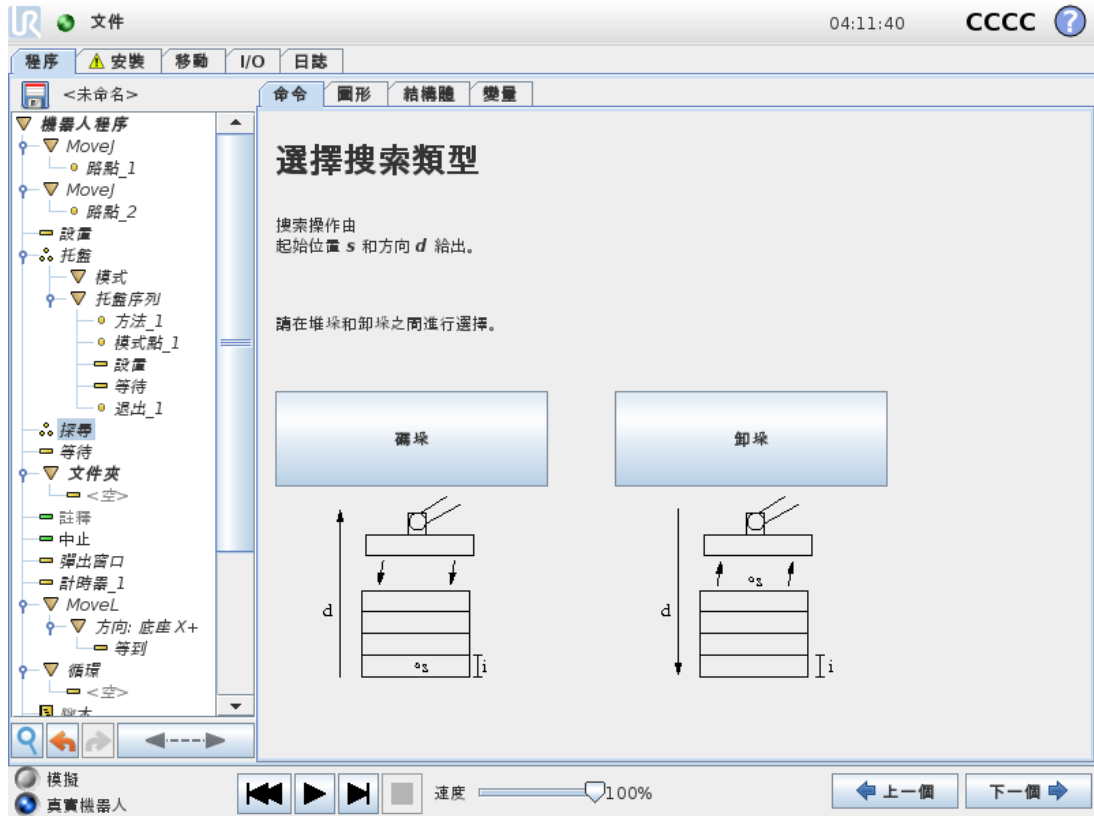 UR 文件 04:11:40 CCCC ?
程序 安裝 移動 I/O 日誌
<未命名>
命令 圖形 結構體 變量
機器人程序
MoveJ
路點_1
MoveJ
路點_2
設置
托盤
模式
托盤序列
方法_1
模式點_1
設置
等待
退出_1
探尋
等待
文件夾
<空>
註釋
中止
彈出窗口
計時器_1
MoveL
方向: 底座 X+
等到
循環
<空>
選擇搜索類型
搜索操作由
起始位置 s 和方向 d 給出。
請在堆垛和卸垛之間進行選擇。
碼垛 卸垛
d s i
d s i
模擬
真實機器人
速度 100%
上一個 下一個